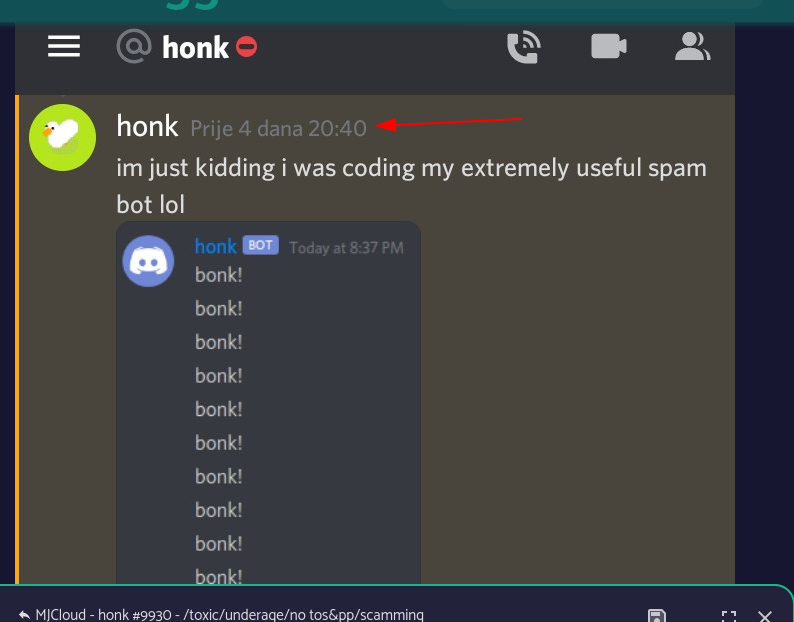 honk
honk Prije 4 dana 20:40
im just kidding i was coding my extremely useful spam
bot lol
honk BOT Today at 8:37 PM
bonk!
bonk!
bonk!
bonk!
bonk!
bonk!
bonk!
bonk!
bonk!
bonk!
MJCloud - honk #9930 - /toxic/underage/no tos&pp/scamming